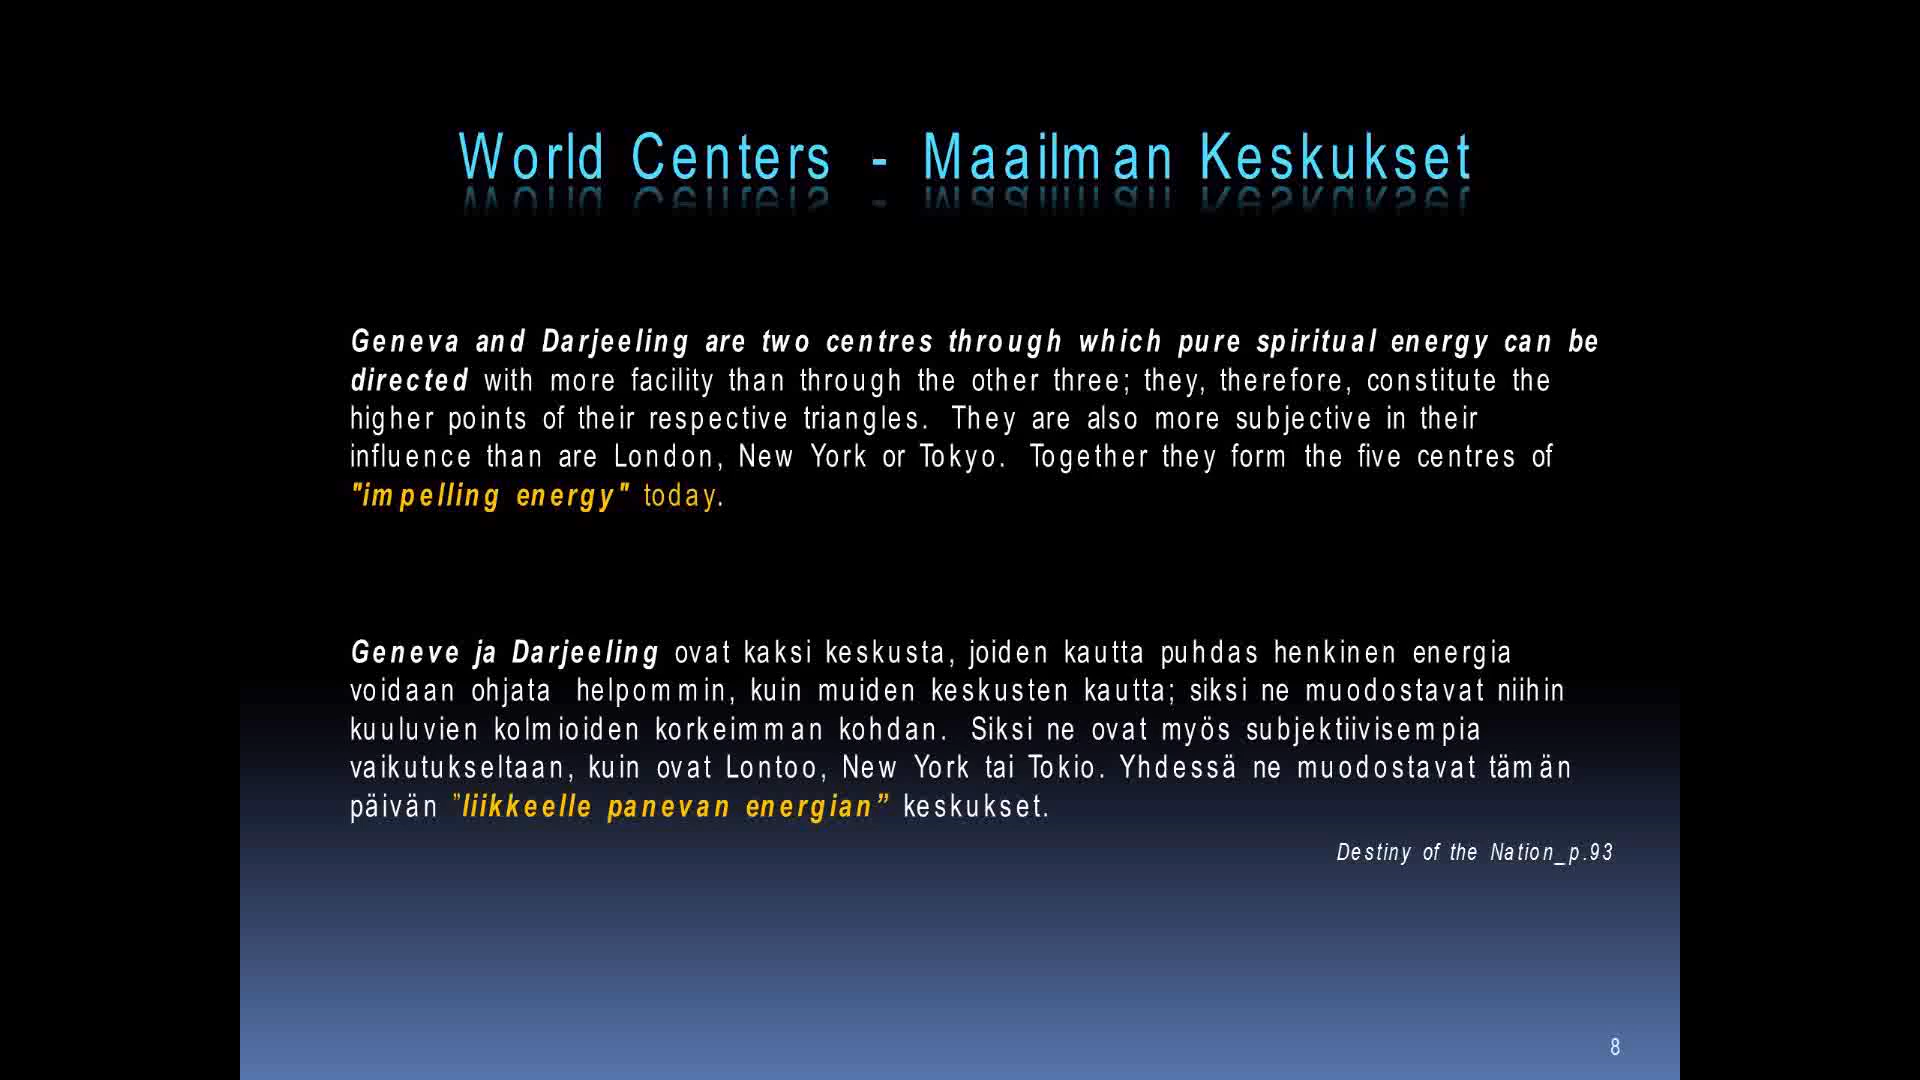 World Centers - Maailman Keskukset
Geneva and Darjeeling are two centres through which pure spiritual energy can be
directed with more facility than through the other three; they, therefore, constitute the
higher points of their respective triangles. They are also more subjective in their
influence than are London, New York or Tokyo. Together they form the five centres of
"impelling energy" today.
Geneve ja Darjeeling ovat kaksi keskusta, joiden kautta puhdas henkinen energia
voidaan ohjata helpommin, kuin muiden keskusten kautta; siksi ne muodostavat niihin
kuuluvien kolmioiden korkeimman kohdan. Siksi ne ovat myös subjektiivisempia
vaikutukseltaan, kuin ovat Lontoo, New York tai Tokio. Yhdessä ne muodostavat tämän
päivän ”liikkeelle panevan energian” keskukset.
Destiny of the Nation_p.93
8